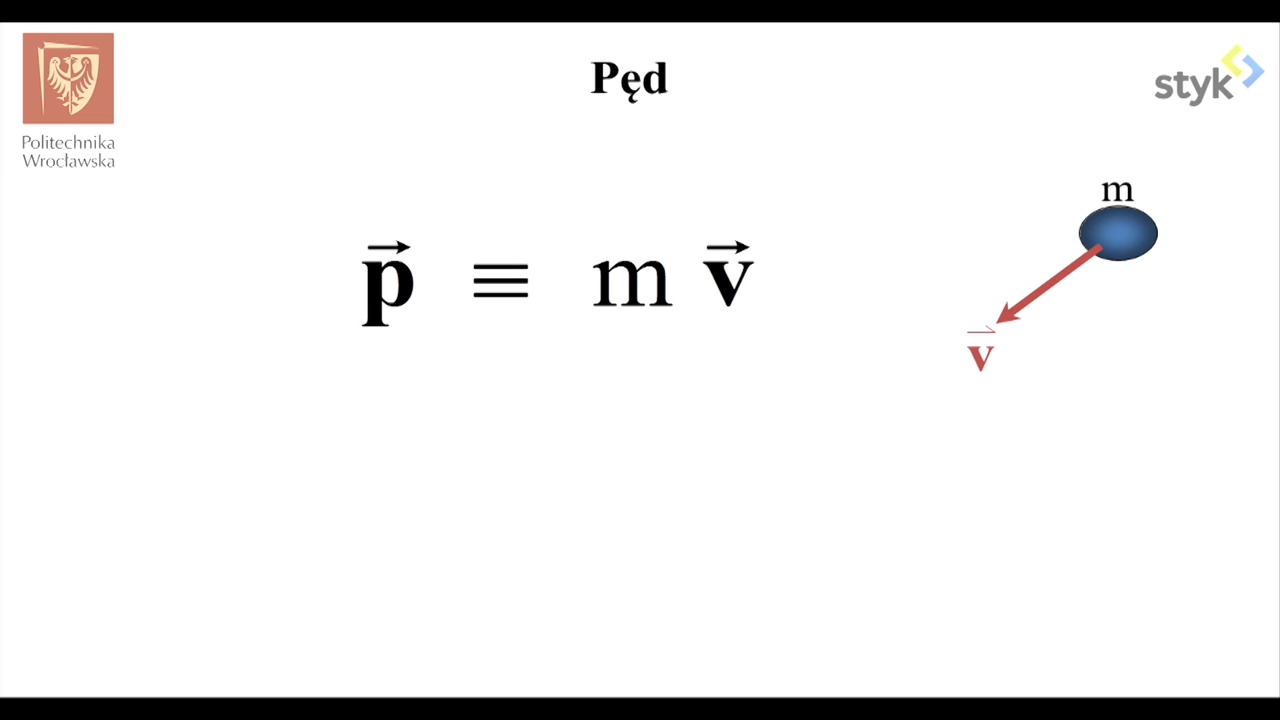 Politechnika
Wrocławska
Pęd
styk
m
p⃗ ≡ m v⃗
v⃗